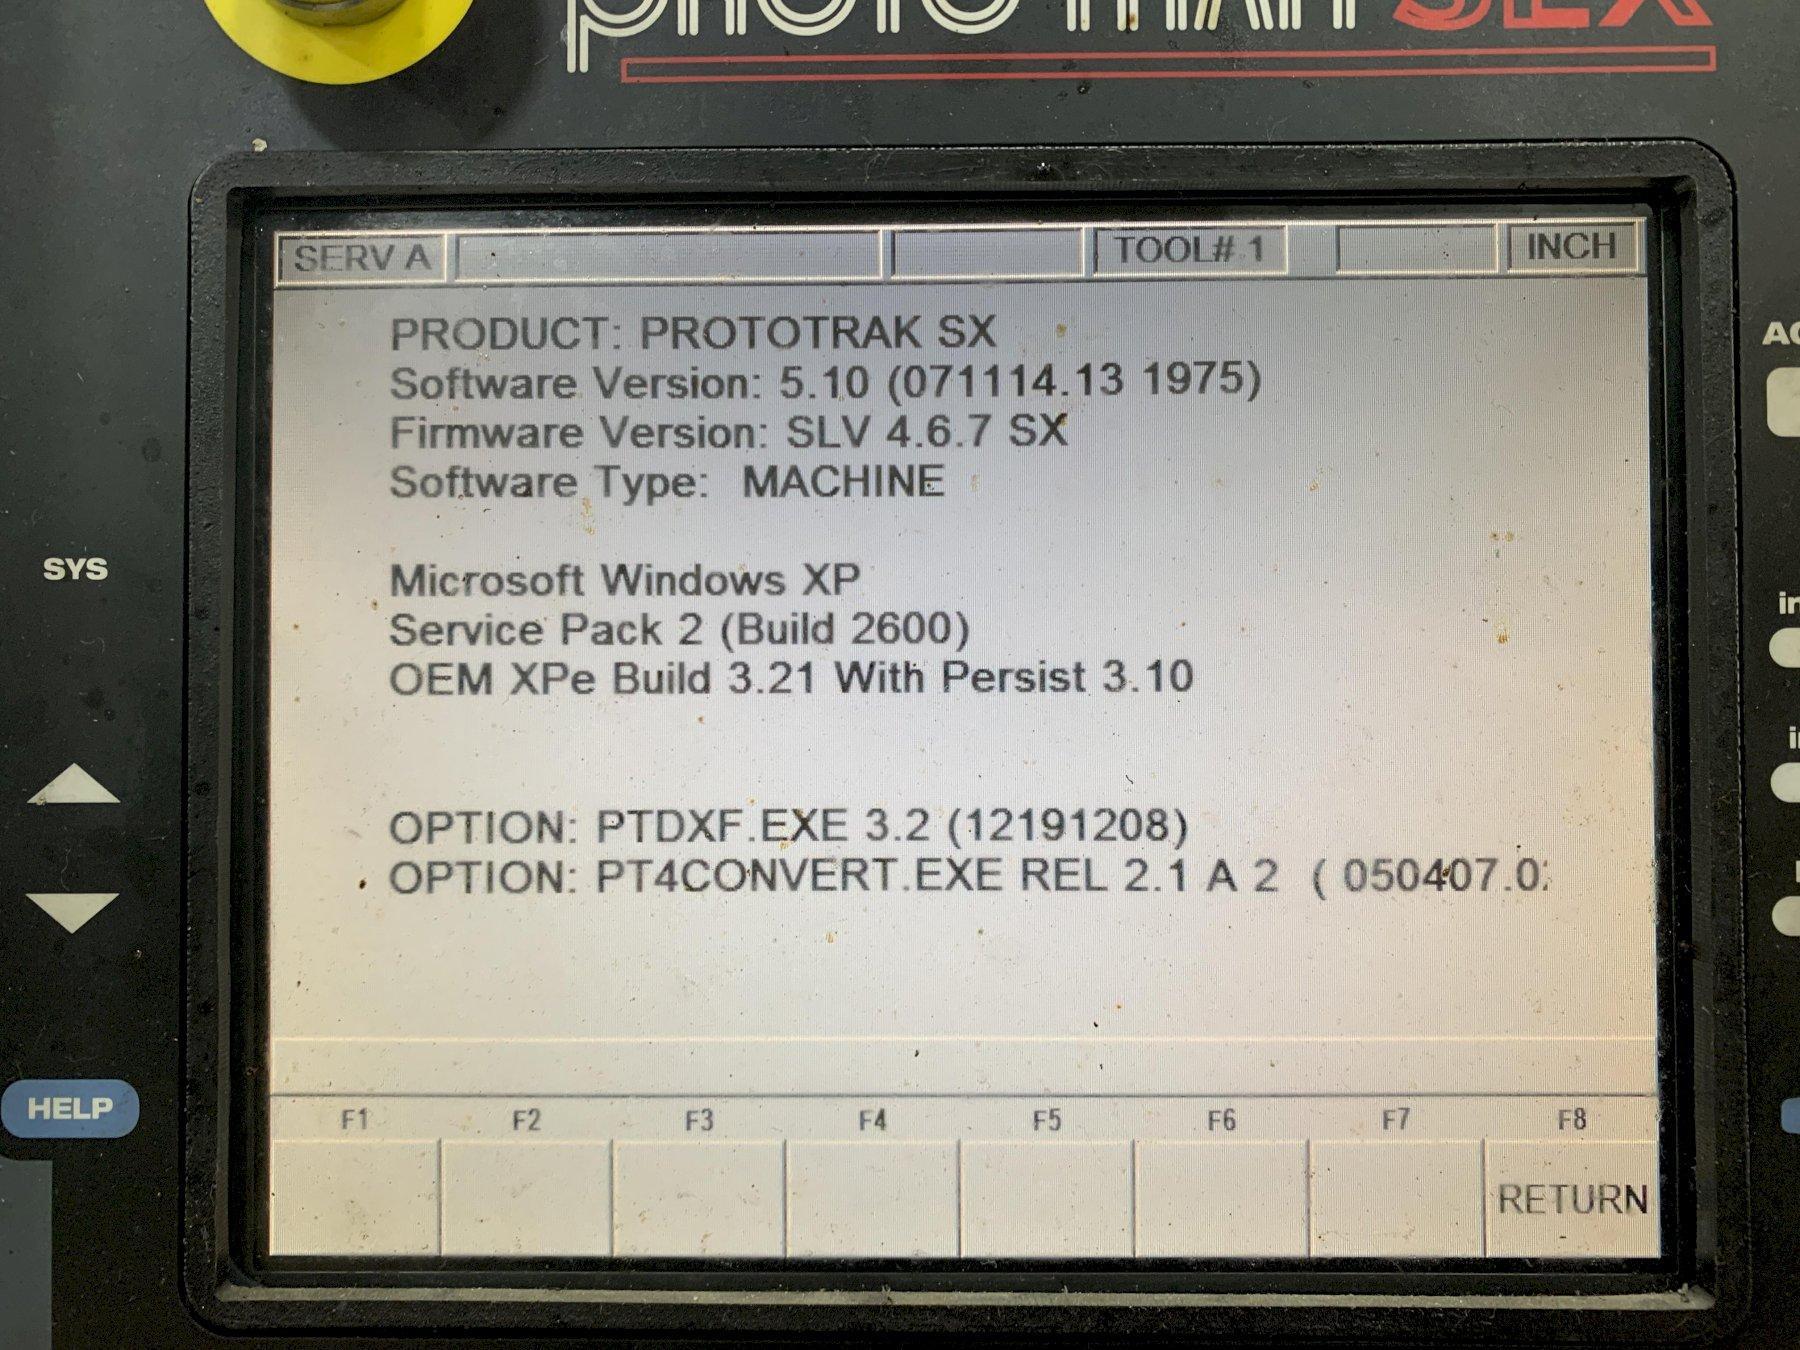 prototrak SLX
SERV A TOOL# 1 INCH
PRODUCT: PROTOTRAK SX
Software Version: 5.10 (071114.13 1975)
Firmware Version: SLV 4.6.7 SX
Software Type: MACHINE
Microsoft Windows XP
Service Pack 2 (Build 2600)
OEM XPe Build 3.21 With Persist 3.10
OPTION: PTDXF.EXE 3.2 (12191208)
OPTION: PT4CONVERT.EXE REL 2.1 A 2 ( 050407.0
SYS
HELP
F1 F2 F3 F4 F5 F6 F7 F8
RETURN